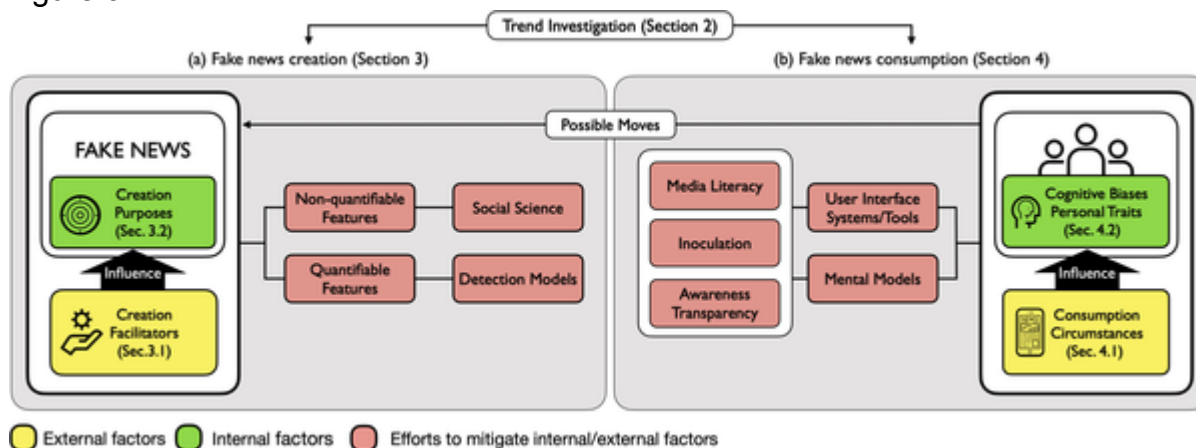 Trend Investigation (Section 2)
(a) Fake news creation (Section 3)
(b) Fake news consumption (Section 4)
Possible Moves
FAKE NEWS
Creation
Purposes
(Sec. 3.2)
Influence
Creation
Facilitators
(Sec.3.1)
Non-quantifiable
Features
Social Science
Quantifiable
Features
Detection Models
Media Literacy
Inoculation
Awareness
Transparency
User Interface
Systems/Tools
Mental Models
Cognitive Biases
Personal Traits
(Sec. 4.2)
Influence
Consumption
Circumstances
(Sec. 4.1)
External factors
Internal factors
Efforts to mitigate internal/external factors